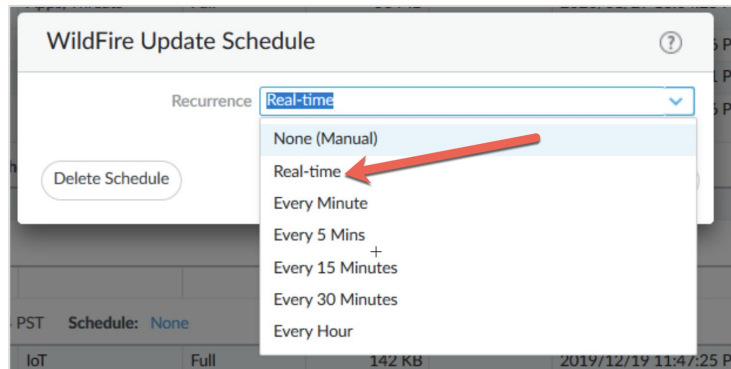 WildFire Update Schedule
Recurrence Real-time
None (Manual)
Real-time
Delete Schedule
Every Minute
Every 5 Mins
Every 15 Minutes
Every 30 Minutes
PST Schedule: None
Every Hour
IoT Full 142 KB 2019/12/19 11:47:25 P